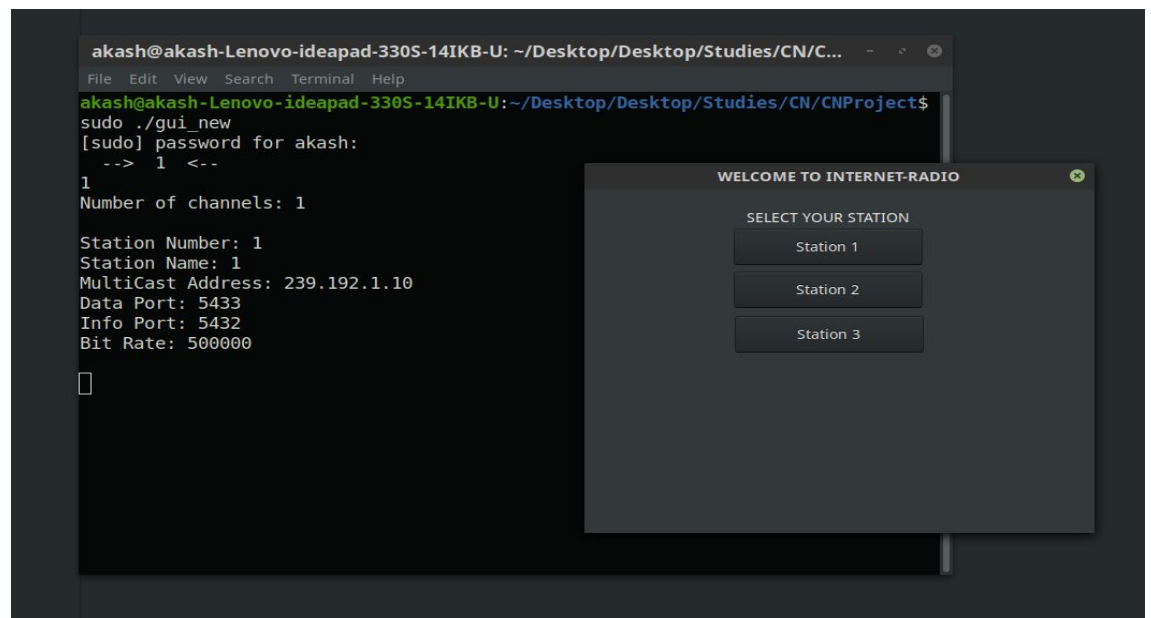 akash@akash-Lenovo-ideapad-330S-14IKB-U: ~/Desktop/Desktop/Studies/CN/C...
File Edit View Search Terminal Help
akash@akash-Lenovo-ideapad-330S-14IKB-U:~/Desktop/Desktop/Studies/CN/CNProject$
sudo ./gui_new
[sudo] password for akash:
--> 1 <--
1
Number of channels: 1
Station Number: 1
Station Name: 1
MultiCast Address: 239.192.1.10
Data Port: 5433
Info Port: 5432
Bit Rate: 500000
WELCOME TO INTERNET-RADIO
SELECT YOUR STATION
Station 1
Station 2
Station 3